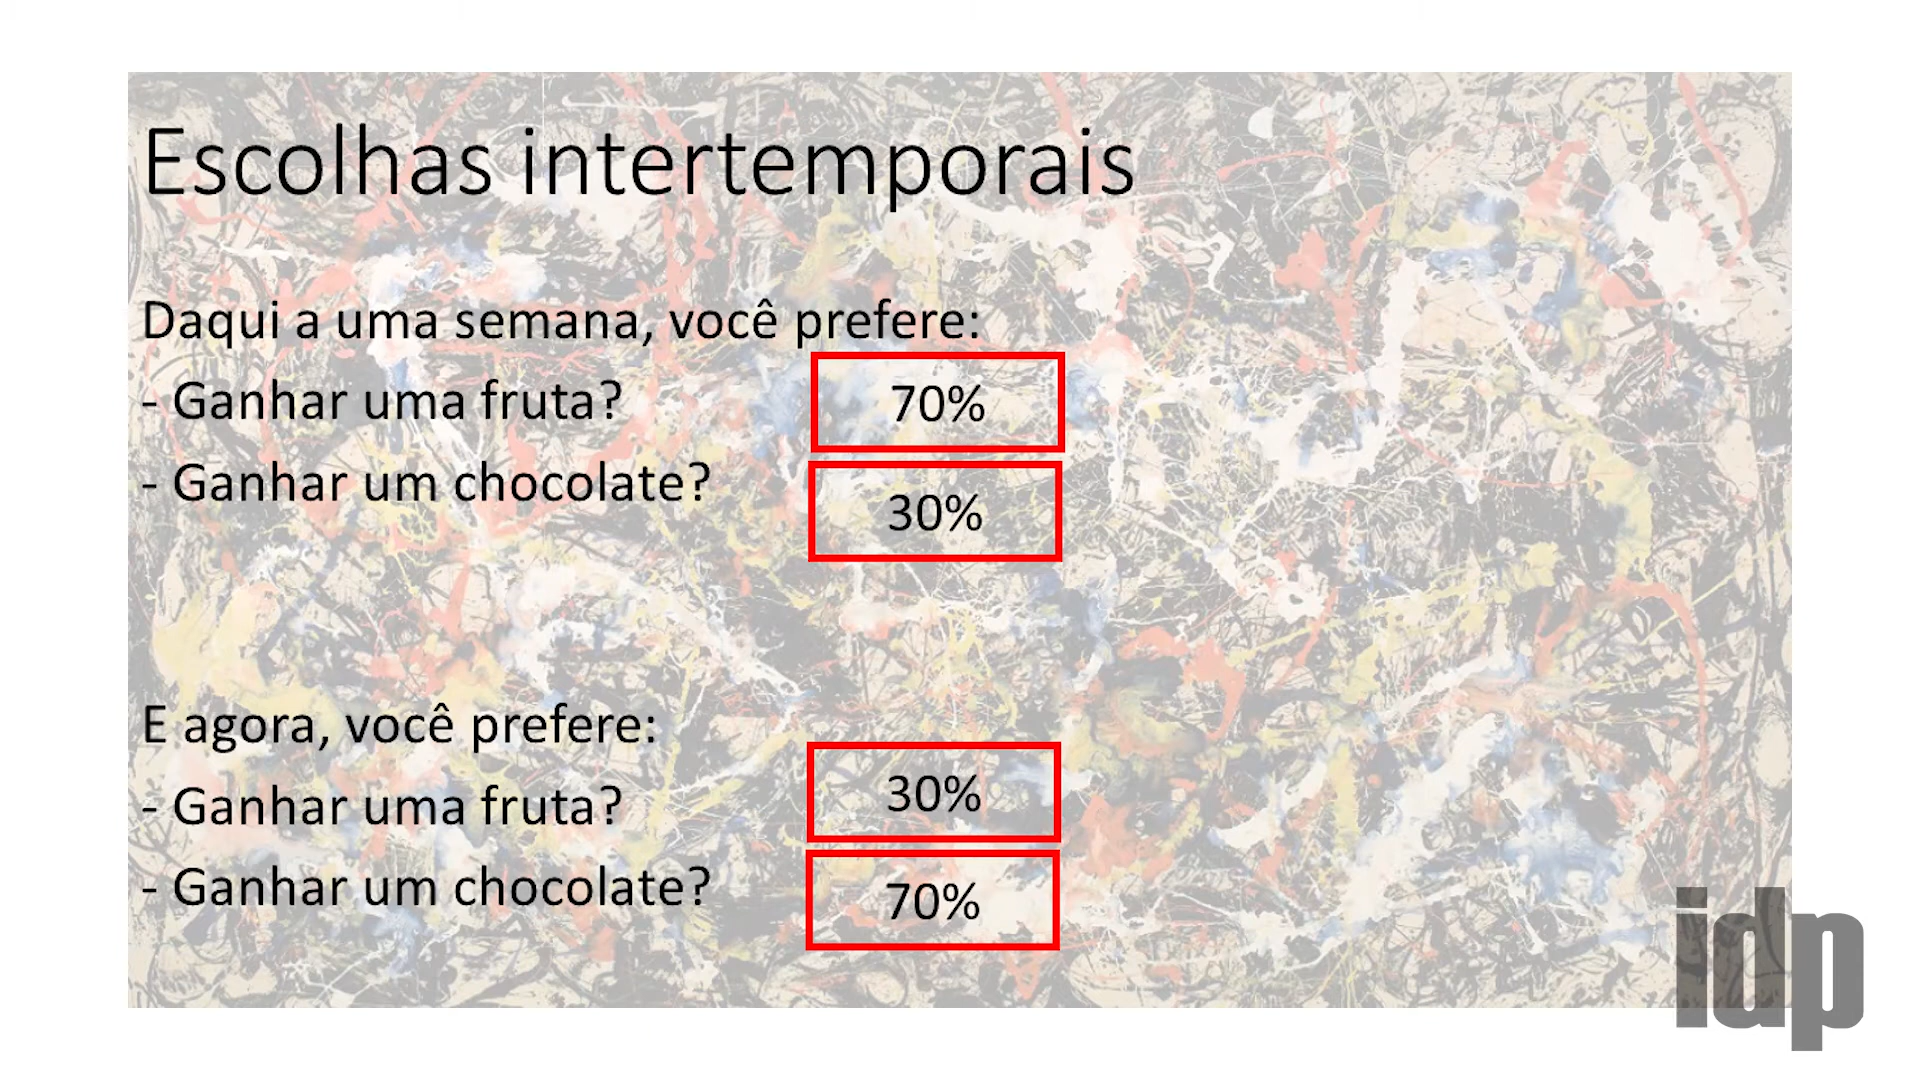 Escolhas intertemporais
Daqui a uma semana, você prefere:
- Ganhar uma fruta?
70%
- Ganhar um chocolate?
30%
E agora, você prefere:
- Ganhar uma fruta?
30%
- Ganhar um chocolate?
70%
idp